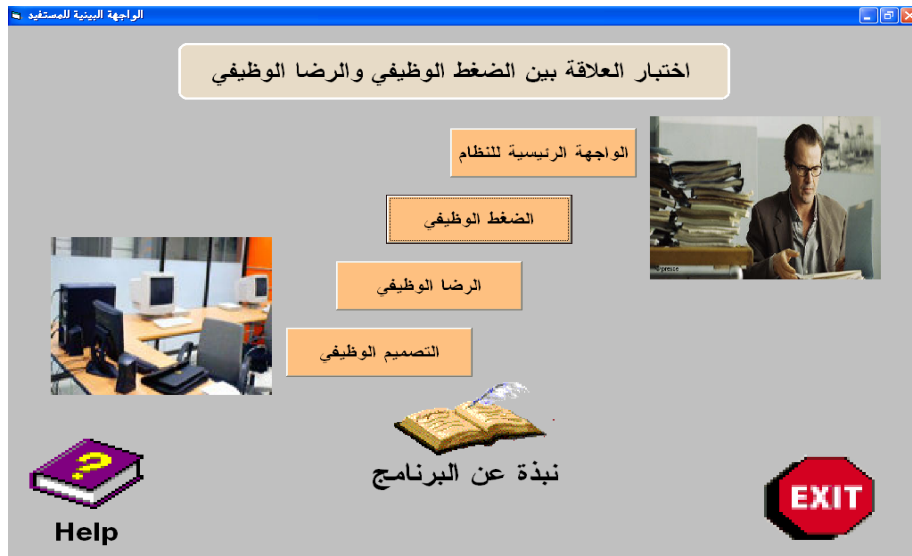 الواجهة البينية للمستفيد
اختبار العلاقة بين الضغط الوظيفي والرضا الوظيفي
الواجهة الرئيسية للنظام
الضغط الوظيفي
الرضا الوظيفي
التصميم الوظيفي
نبذة عن البرنامج
Help
EXIT